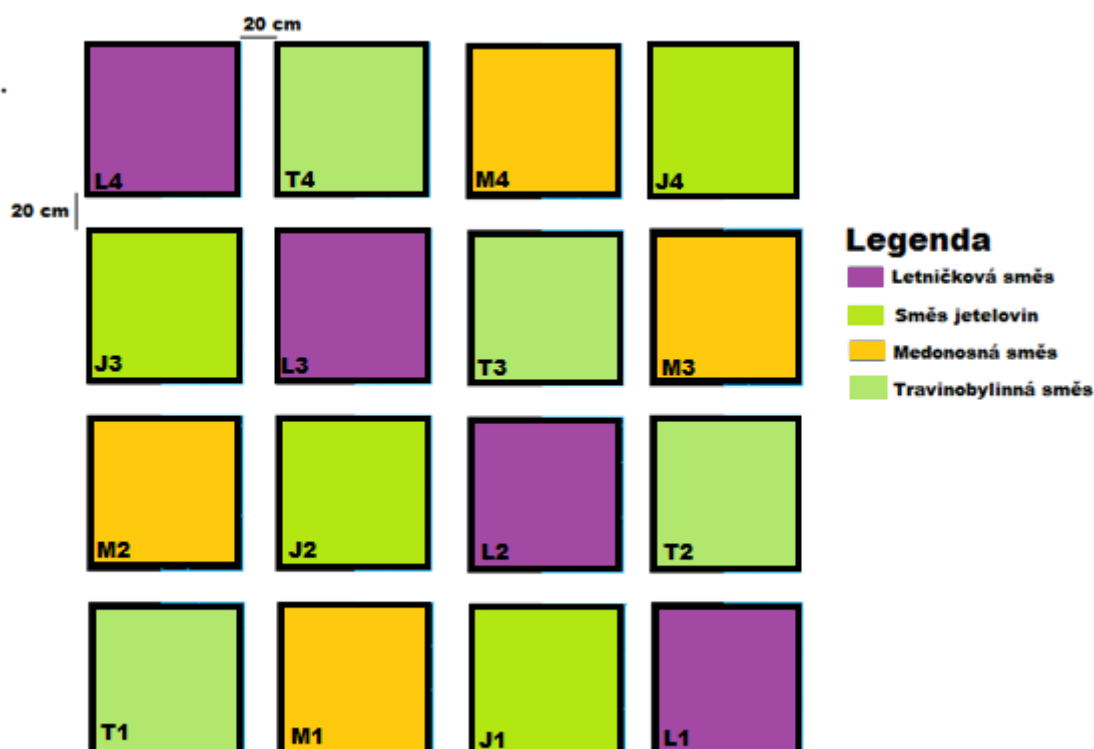 20 cm
L4 T4 M4 J4
20 cm
J3 L3 T3 M3
Legenda
Letničková směs
Směs jetelovin
Medonosná směs
Travinobylinná směs
M2 J2 L2 T2
T1 M1 J1 L1